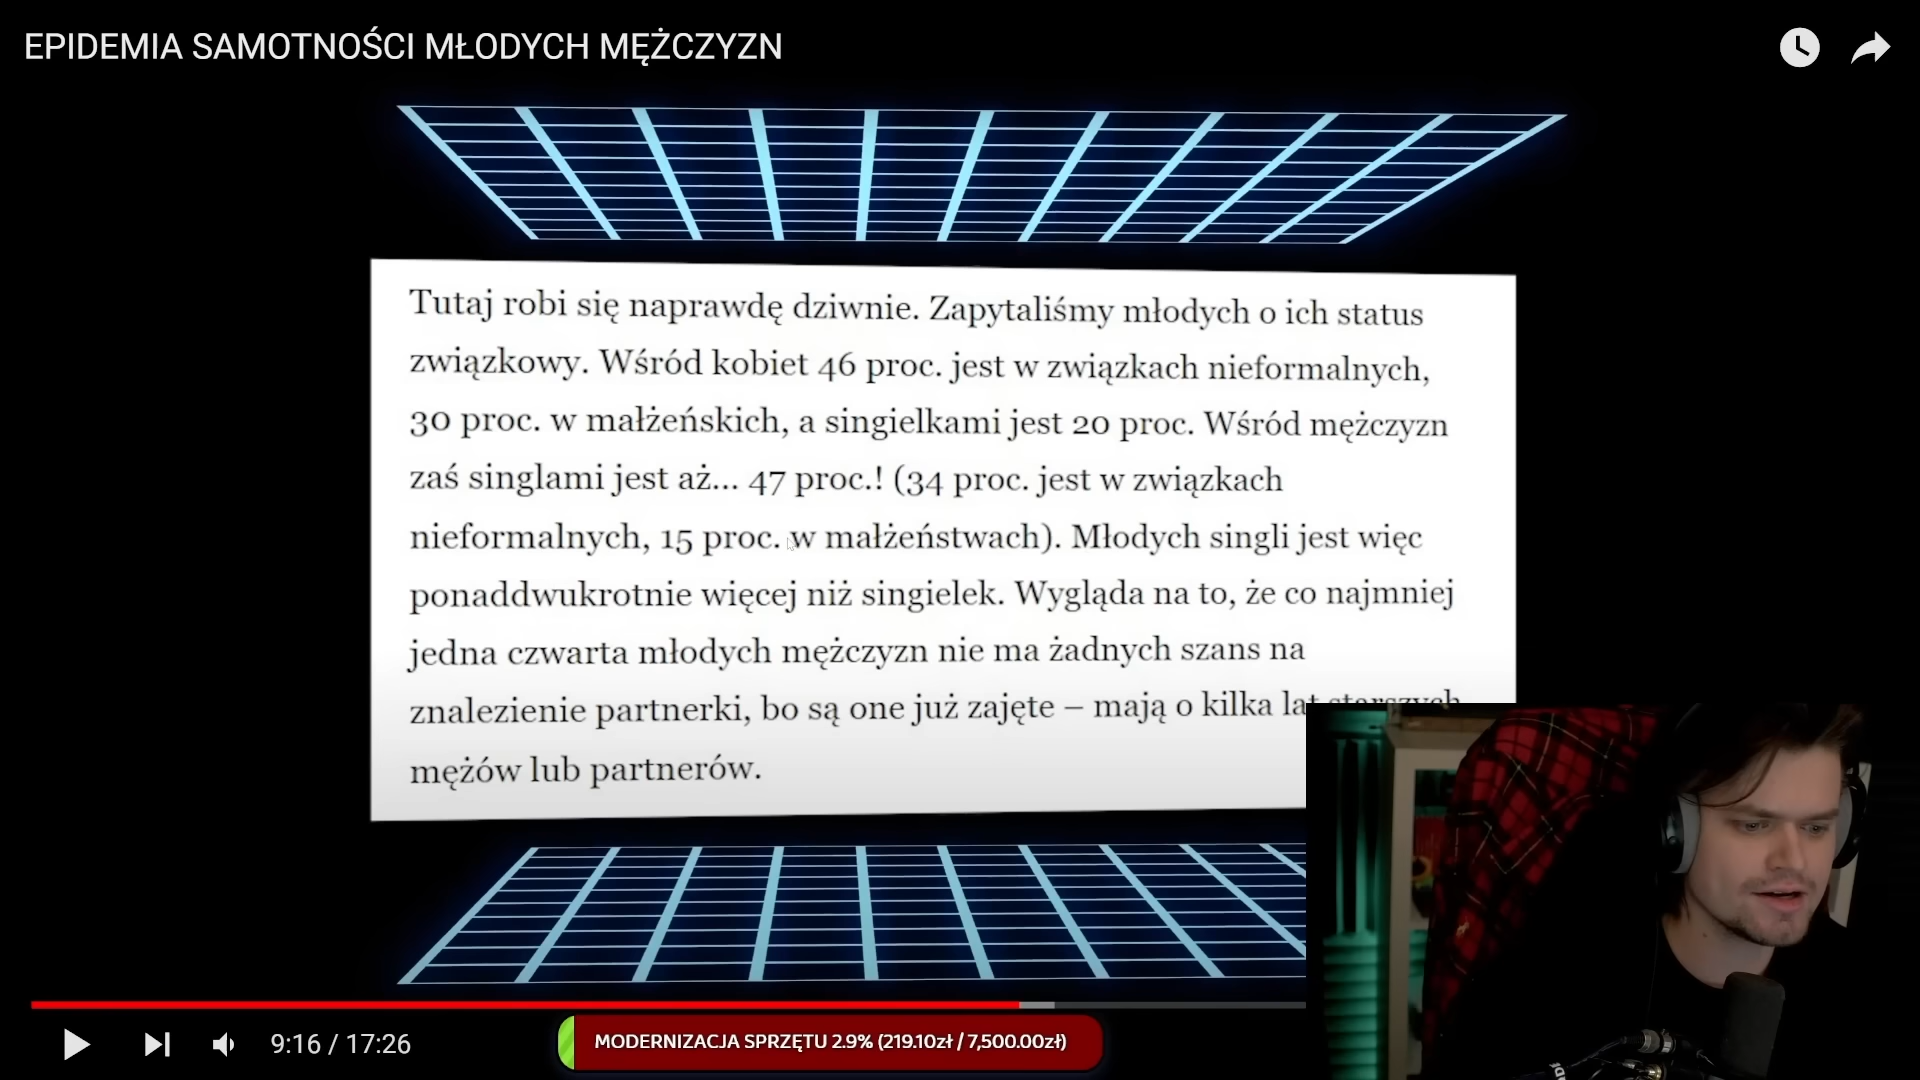 EPIDEMIA SAMOTNOŚCI MŁODYCH MĘŻCZYZN
Tutaj robi się naprawdę dziwnie. Zapytaliśmy młodych o ich status
związkowy. Wśród kobiet 46 proc. jest w związkach nieformalnych,
30 proc. w małżeńskich, a singielkami jest 20 proc. Wśród mężczyzn
zaś singlami jest aż... 47 proc.! (34 proc. jest w związkach
nieformalnych, 15 proc. w małżeństwach). Młodych singli jest więc
ponaddwukrotnie więcej niż singielek. Wygląda na to, że co najmniej
jedna czwarta młodych mężczyzn nie ma żadnych szans na
znalezienie partnerki, bo są one już zajęte – mają o kilka lat starszych
mężów lub partnerów.
9:16 / 17:26
MODERNIZACJA SPRZĘTU 2.9% (219.10zł / 7,500.00zł)